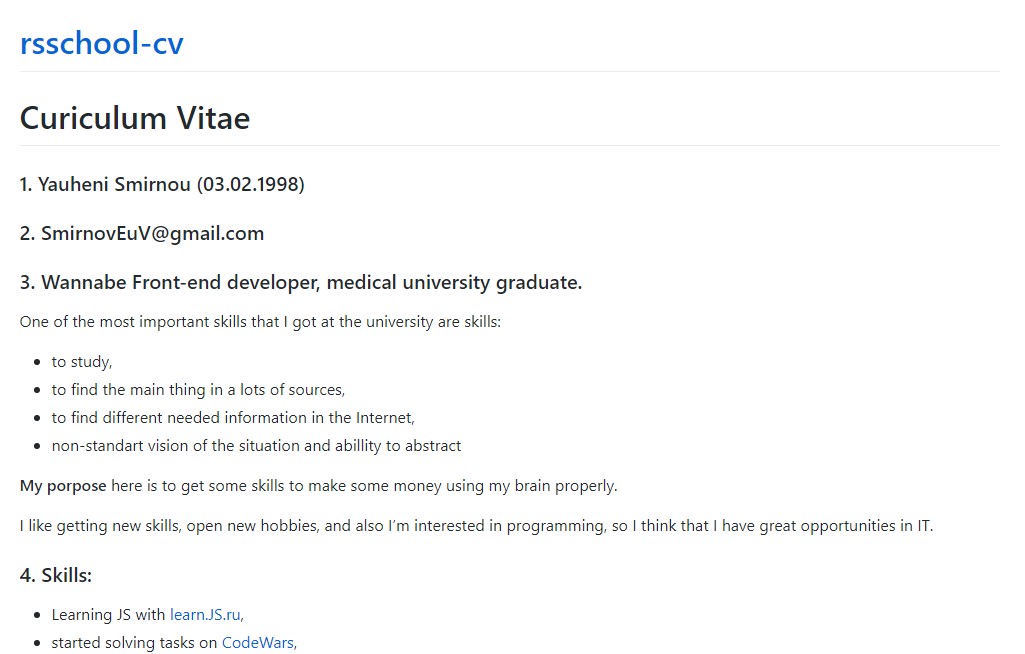 rsschool-cv
Curiculum Vitae
1. Yauheni Smirnou (03.02.1998)
2. SmirnovEuV@gmail.com
3. Wannabe Front-end developer, medical university graduate.
One of the most important skills that I got at the university are skills:
• to study,
• to find the main thing in a lots of sources,
• to find different needed information in the Internet,
• non-standart vision of the situation and abillity to abstract
My porpose here is to get some skills to make some money using my brain properly.
I like getting new skills, open new hobbies, and also I'm interested in programming, so I think that I have great opportunities in IT.
4. Skills:
• Learning JS with learn.JS.ru,
• started solving tasks on CodeWars,